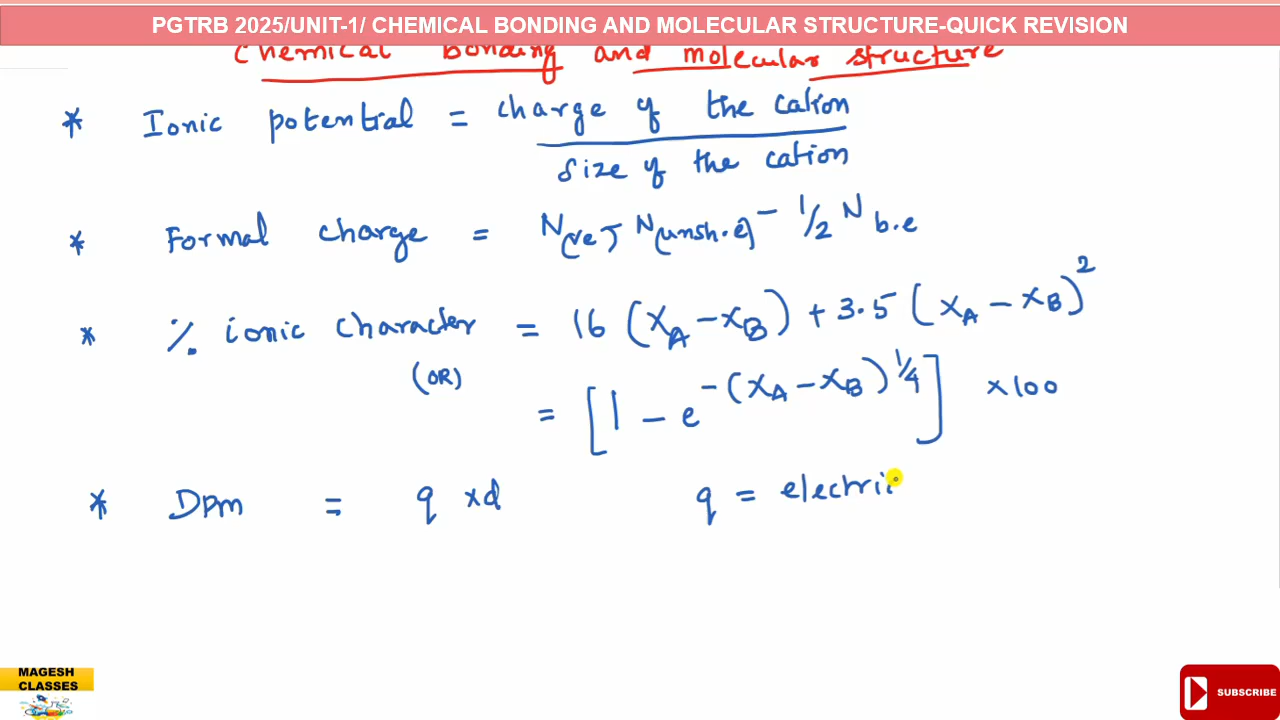 PGTRB 2025/UNIT-1/ CHEMICAL BONDING AND MOLECULAR STRUCTURE-QUICK REVISION
Chemical bonding and molecular structure
* Ionic potential = charge of the cation
size of the cation
* Formal charge = N(ve) - N(unsh.e) - 1/2 N b.e
* % ionic character = 16 (XA - XB) + 3.5 (XA - XB)²
(OR)
= [1 - e^-(XA - XB)^1/4] × 100
* Dpm = q × d q = electri
MAGESH
CLASSES
SUBSCRIBE